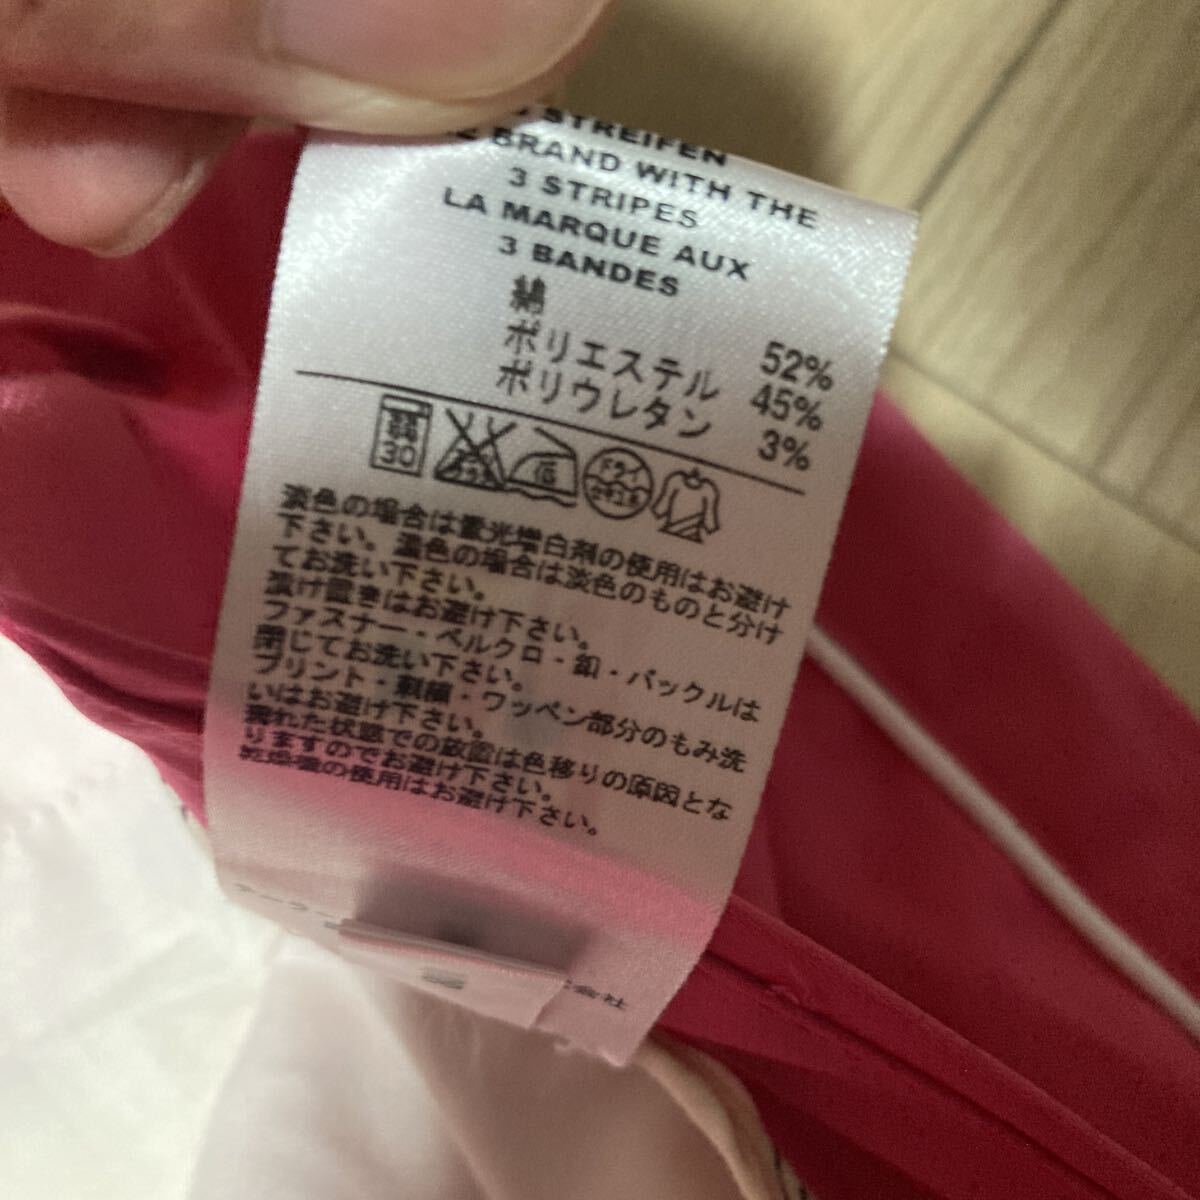 STREIFEN
BRAND WITH THE
3 STRIPES
LA MARQUE AUX
3 BANDES
綿 52%
ポリエステル 45%
ポリウレタン 3%
弱 30
低
ドライ
淡色の場合は蛍光増白剤の使用はお避け
下さい。濃色の場合は淡色のものと分け
てお洗い下さい。
漬け置きはお避け下さい。
ファスナー・ベルクロ・釦・バックルは
閉じてお洗い下さい。
プリント・刺繍・ワッペン部分のもみ洗
いはお避け下さい。
濡れた状態での放置は色移りの原因とな
りますのでお避け下さい。
乾燥機の使用はお避け下さい。
会社